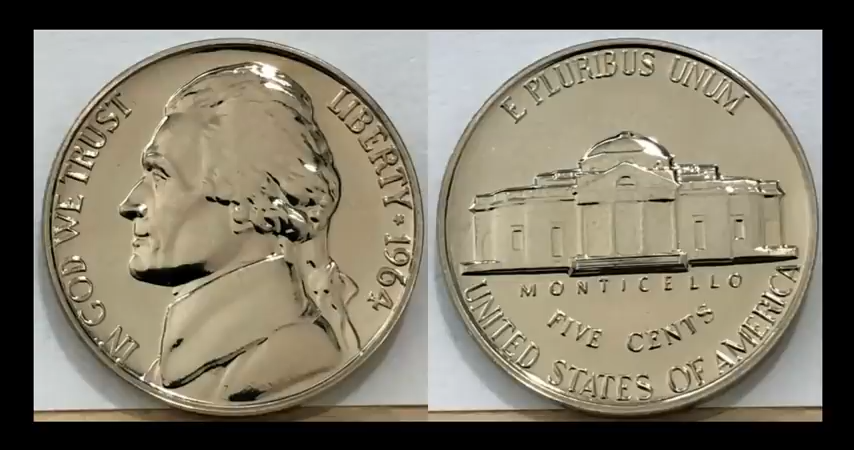 IN GOD WE TRUST
LIBERTY * 1964
E PLURIBUS UNUM
MONTICELLO
FIVE CENTS
UNITED STATES OF AMERICA